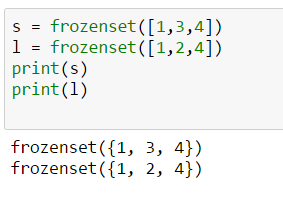 s = frozenset([1,3,4])
l = frozenset([1,2,4])
print(s)
print(l)
frozenset({1, 3, 4})
frozenset({1, 2, 4})